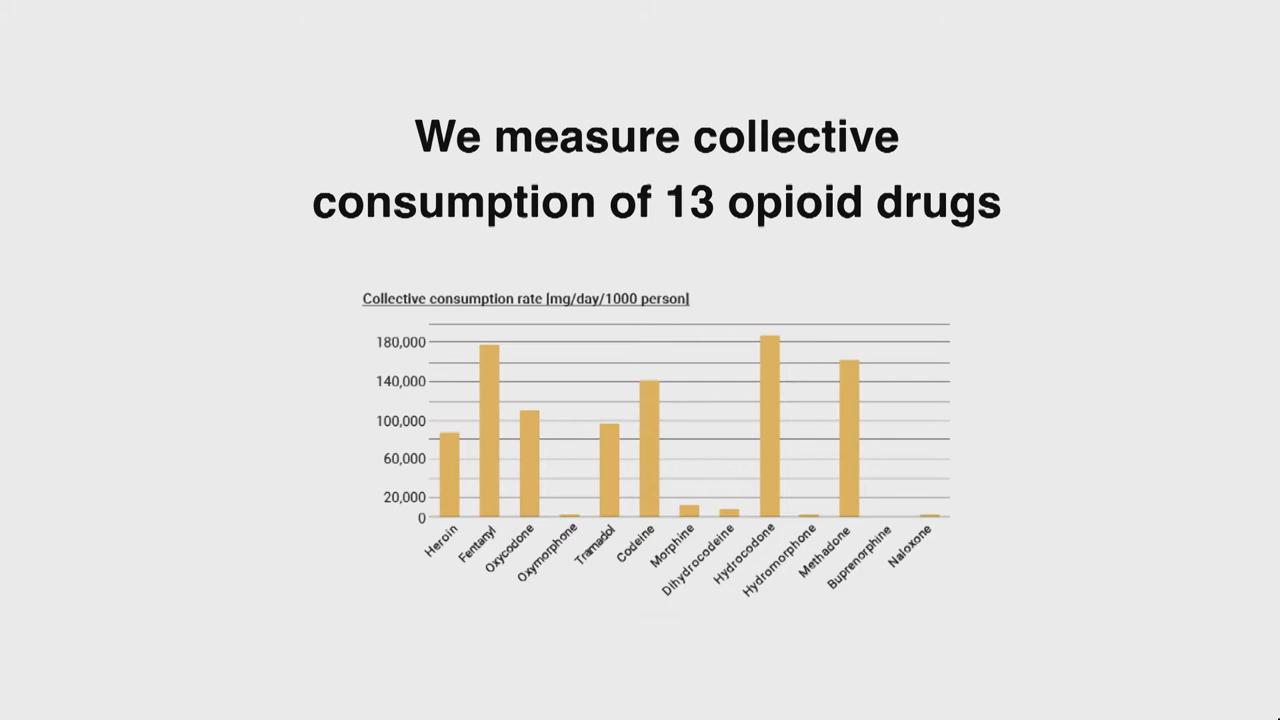 We measure collective
consumption of 13 opioid drugs
Collective consumption rate [mg/day/1000 person]
180,000
140,000
100,000
60,000
20,000
0
Heroin
Fentanyl
Oxycodone
Oxymorphone
Tramadol
Codeine
Morphine
Dihydrocodeine
Hydrocodone
Hydromorphone
Methadone
Buprenorphine
Naloxone